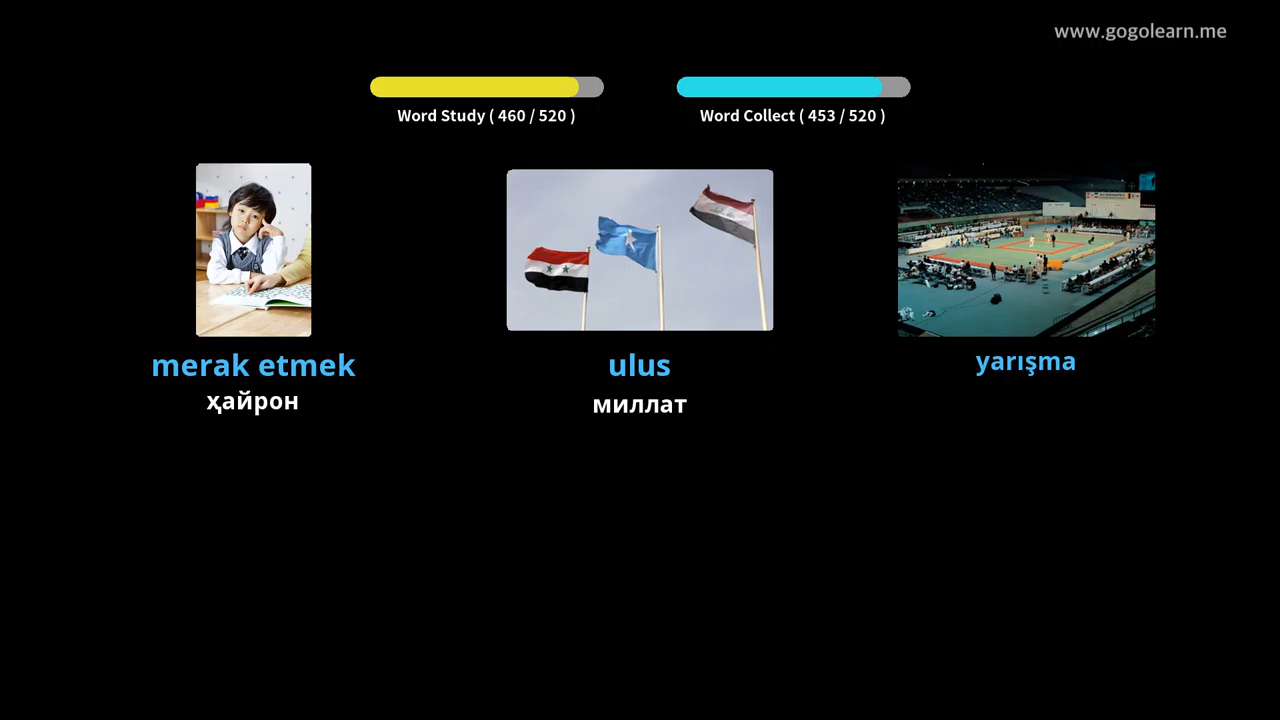 www.gogolearn.me
Word Study ( 460 / 520 )
Word Collect ( 453 / 520 )
merak etmek
ҳайрон
ulus
миллат
yarışma